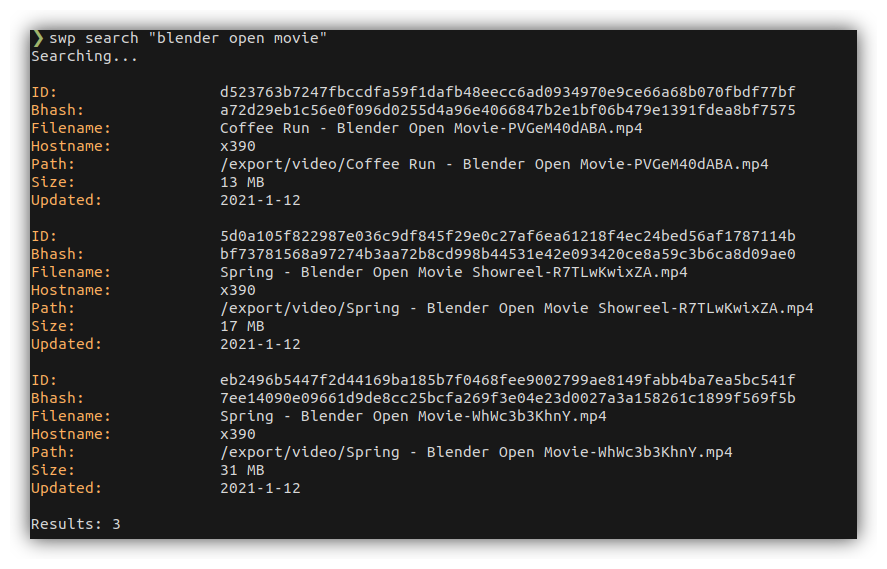 ❯ swp search "blender open movie"
Searching...
ID: d523763b7247fbccdfa59f1dafb48eecc6ad0934970e9ce66a68b070fbdf77bf
Bhash: a72d29eb1c56e0f096d0255d4a96e4066847b2e1bf06b479e1391fdea8bf7575
Filename: Coffee Run - Blender Open Movie-PVGeM40dABA.mp4
Hostname: x390
Path: /export/video/Coffee Run - Blender Open Movie-PVGeM40dABA.mp4
Size: 13 MB
Updated: 2021-1-12
ID: 5d0a105f822987e036c9df845f29e0c27af6ea61218f4ec24bed56af1787114b
Bhash: bf73781568a97274b3aa72b8cd998b44531e42e093420ce8a59c3b6ca8d09ae0
Filename: Spring - Blender Open Movie Showreel-R7TLwKwixZA.mp4
Hostname: x390
Path: /export/video/Spring - Blender Open Movie Showreel-R7TLwKwixZA.mp4
Size: 17 MB
Updated: 2021-1-12
ID: eb2496b5447f2d44169ba185b7f0468fee9002799ae8149fabb4ba7ea5bc541f
Bhash: 7ee14090e09661d9de8cc25bcfa269f3e04e23d0027a3a158261c1899f569f5b
Filename: Spring - Blender Open Movie-WhWc3b3KhnY.mp4
Hostname: x390
Path: /export/video/Spring - Blender Open Movie-WhWc3b3KhnY.mp4
Size: 31 MB
Updated: 2021-1-12
Results: 3